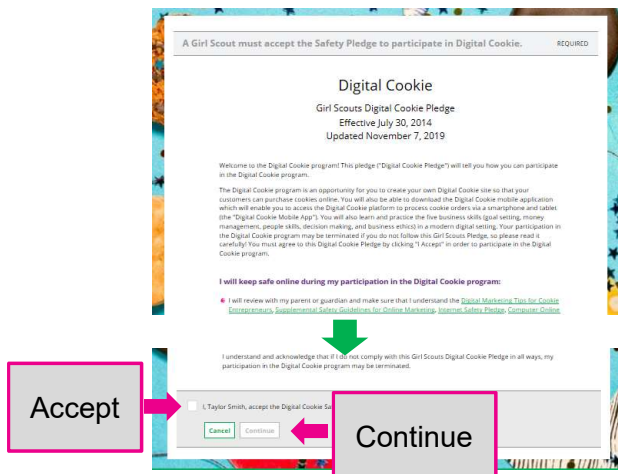 A Girl Scout must accept the Safety Pledge to participate in Digital Cookie. REQUIRED
Digital Cookie
Girl Scouts Digital Cookie Pledge
Effective July 30, 2014
Updated November 7, 2019
Welcome to the Digital Cookie program! This pledge ("Digital Cookie Pledge") will tell you how you can participate
in the Digital Cookie program.
The Digital Cookie program is an opportunity for you to create your own Digital Cookie site so that your
customers can purchase cookies online. You will also be able to download the Digital Cookie mobile application
which will enable you to access the Digital Cookie platform to process cookie orders via a smartphone and tablet
(the "Digital Cookie Mobile App"). You will also learn and practice the five business skills (goal setting, money
management, people skills, decision making, and business ethics) in a modern digital setting. Your participation in
the Digital Cookie program may be terminated if you do not follow this Girl Scouts Pledge, so please read it
carefully! You must agree to this Digital Cookie Pledge by clicking "I Accept" in order to participate in the Digital
Cookie program.
I will keep safe online during my participation in the Digital Cookie program:
I will review with my parent or guardian and make sure that I understand the Digital Marketing Tips for Cookie
Entrepreneurs, Supplemental Safety Guidelines for Online Marketing, Internet Safety Pledge, Computer Online
I understand and acknowledge that if I do not comply with this Girl Scouts Digital Cookie Pledge in all ways, my
participation in the Digital Cookie program may be terminated.
Accept
I, Taylor Smith, accept the Digital Cookie Sa
Cancel Continue
Continue